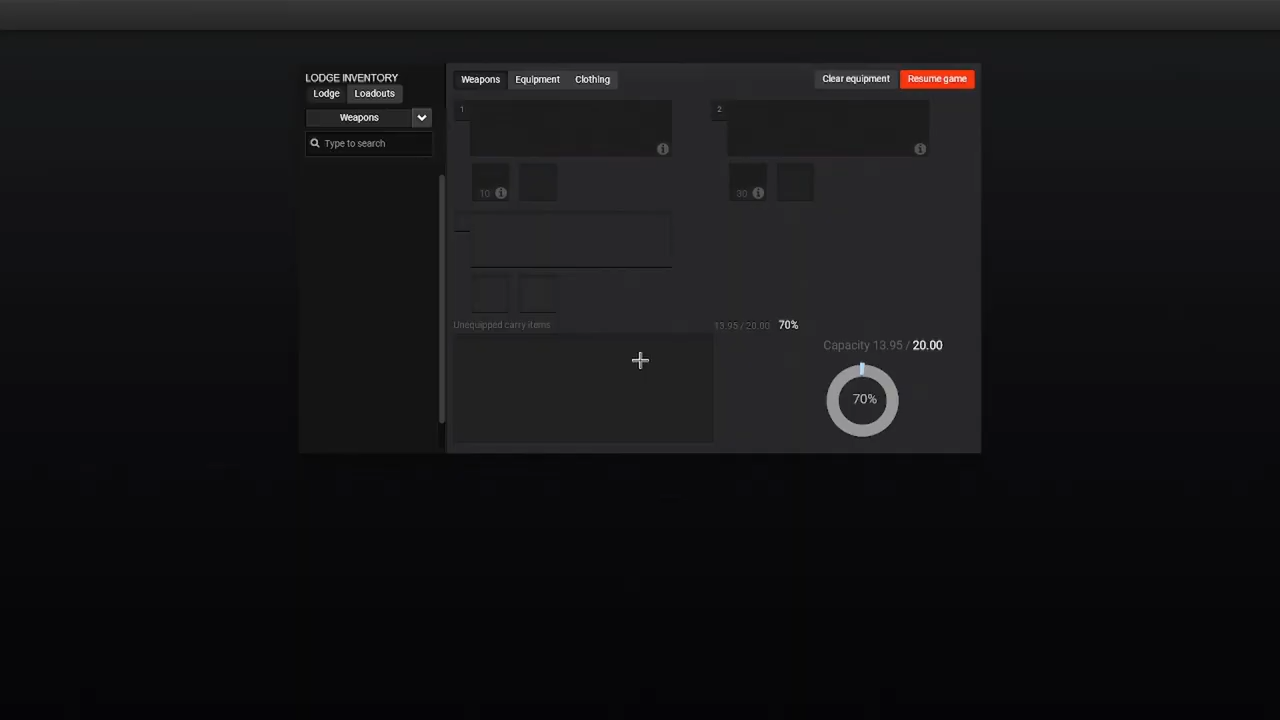 LODGE INVENTORY
Lodge Loadouts
Weapons
Type to search
Weapons Equipment Clothing
Clear equipment Resume game
1
2
10
30
Unequipped carry items
13.95 / 20.00 70%
Capacity 13.95 / 20.00
70%